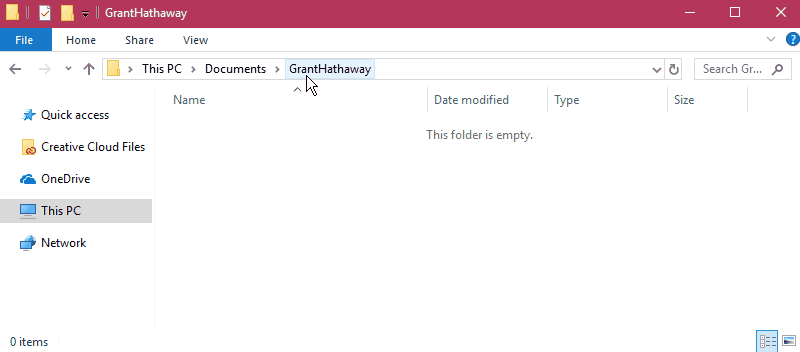 GrantHathaway
File Home Share View
This PC Documents GrantHathaway Search Gr...
Name Date modified Type Size
This folder is empty.
Quick access
Creative Cloud Files
OneDrive
This PC
Network
0 items